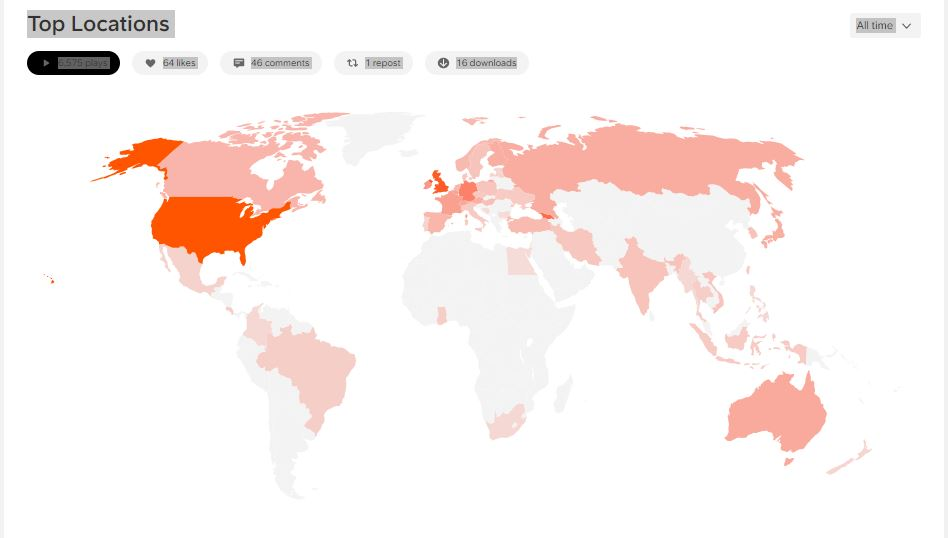 Top Locations
All time
6,575 plays
64 likes
46 comments
1 repost
16 downloads